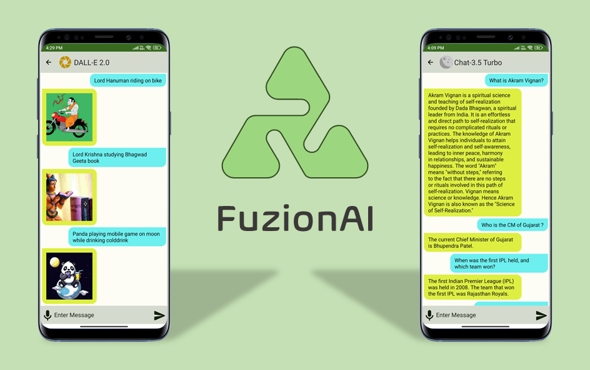 4:29 PM
DALL-E 2.0
Lord Hanuman riding on bike
Lord Krishna studying Bhagwad
Geeta book
Panda playing mobile game on moon
while drinking colddrink
Enter Message
FuzionAI
4:09 PM
Chat-3.5 Turbo
What is Akram Vignan?
Akram Vignan is a spiritual science
and teaching of self-realization
founded by Dada Bhagwan, a spiritual
leader from India. It is an effortless
and direct path to self-realization that
requires no complicated rituals or
practices. The knowledge of Akram
Vignan helps individuals to attain
self-realization and self-awareness,
leading to inner peace, harmony
in relationships, and sustainable
happiness. The word "Akram"
means "without steps," referring
to the fact that there are no steps
or rituals involved in this path of
self-realization. Vignan means
science or knowledge. Hence Akram
Vignan is also known as the "Science
of Self-Realization."
Who is the CM of Gujarat ?
The current Chief Minister of Gujarat
is Bhupendra Patel.
When was the first IPL held, and
which team won?
The first Indian Premier League (IPL)
was held in 2008. The team that won
the first IPL was Rajasthan Royals.
Enter Message